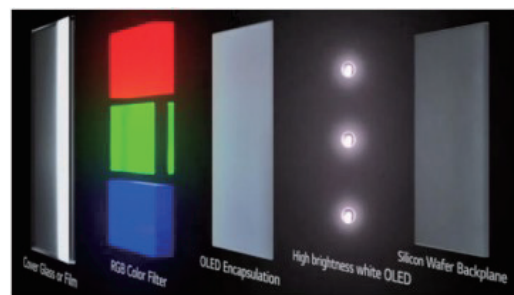 Cover Glass or Film
RGB Color Filter
OLED Encapsulation
High brightness white OLED
Silicon Wafer Backplane